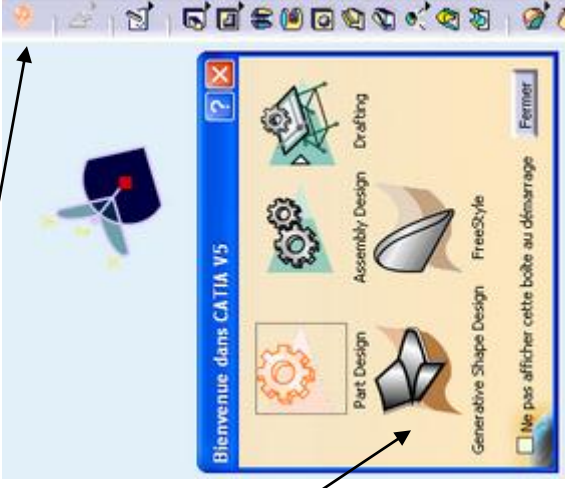 Bienvenue dans CATIA V5
Part Design
Assembly Design
Drafting
Generative Shape Design
FreeStyle
Ne pas afficher cette boîte au démarrage
Fermer